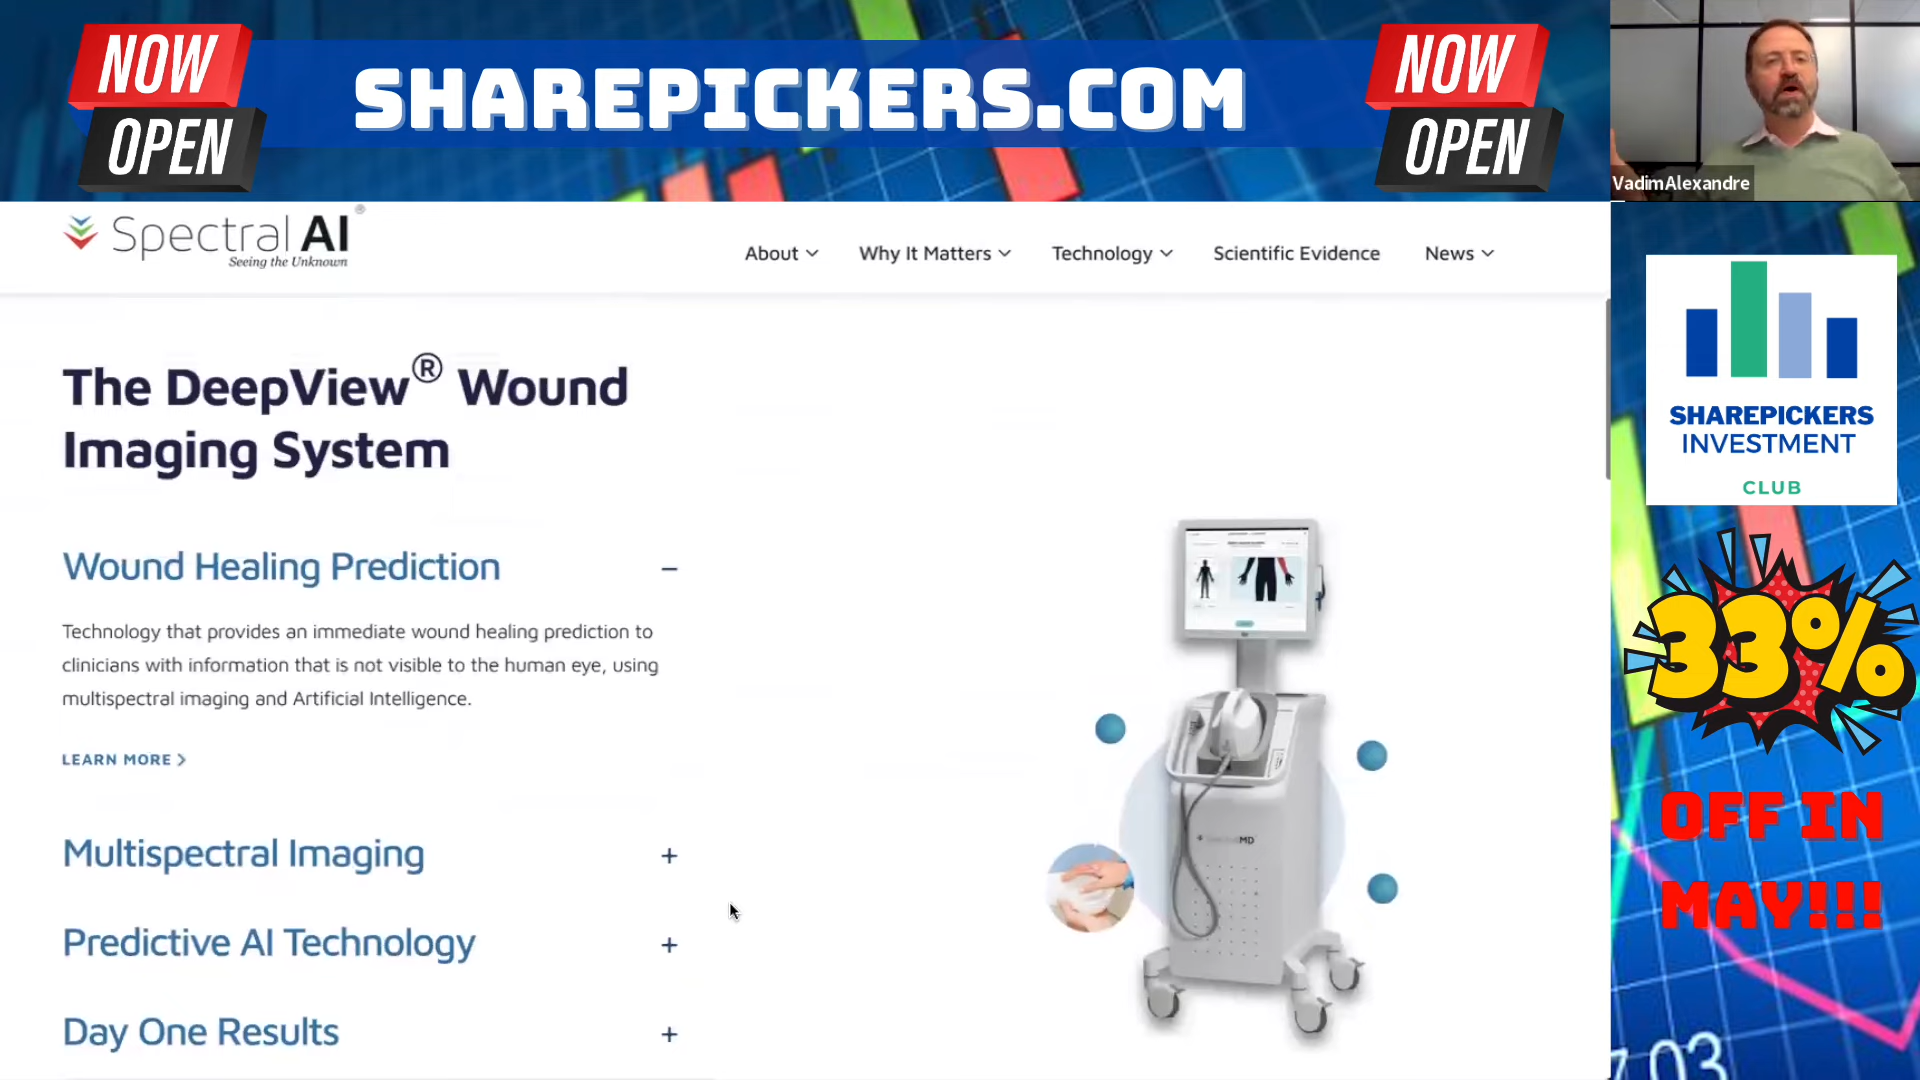 NOW
OPEN
SHAREPICKERS.COM
NOW
OPEN
VadimAlexandre
Spectral AI®
Seeing the Unknown
About
Why It Matters
Technology
Scientific Evidence
News
The DeepView® Wound
Imaging System
Wound Healing Prediction
−
Technology that provides an immediate wound healing prediction to
clinicians with information that is not visible to the human eye, using
multispectral imaging and Artificial Intelligence.
LEARN MORE >
Multispectral Imaging
+
Predictive AI Technology
+
Day One Results
+
MD
SHAREPICKERS
INVESTMENT
CLUB
33%
OFF IN
MAY!!!
7.03